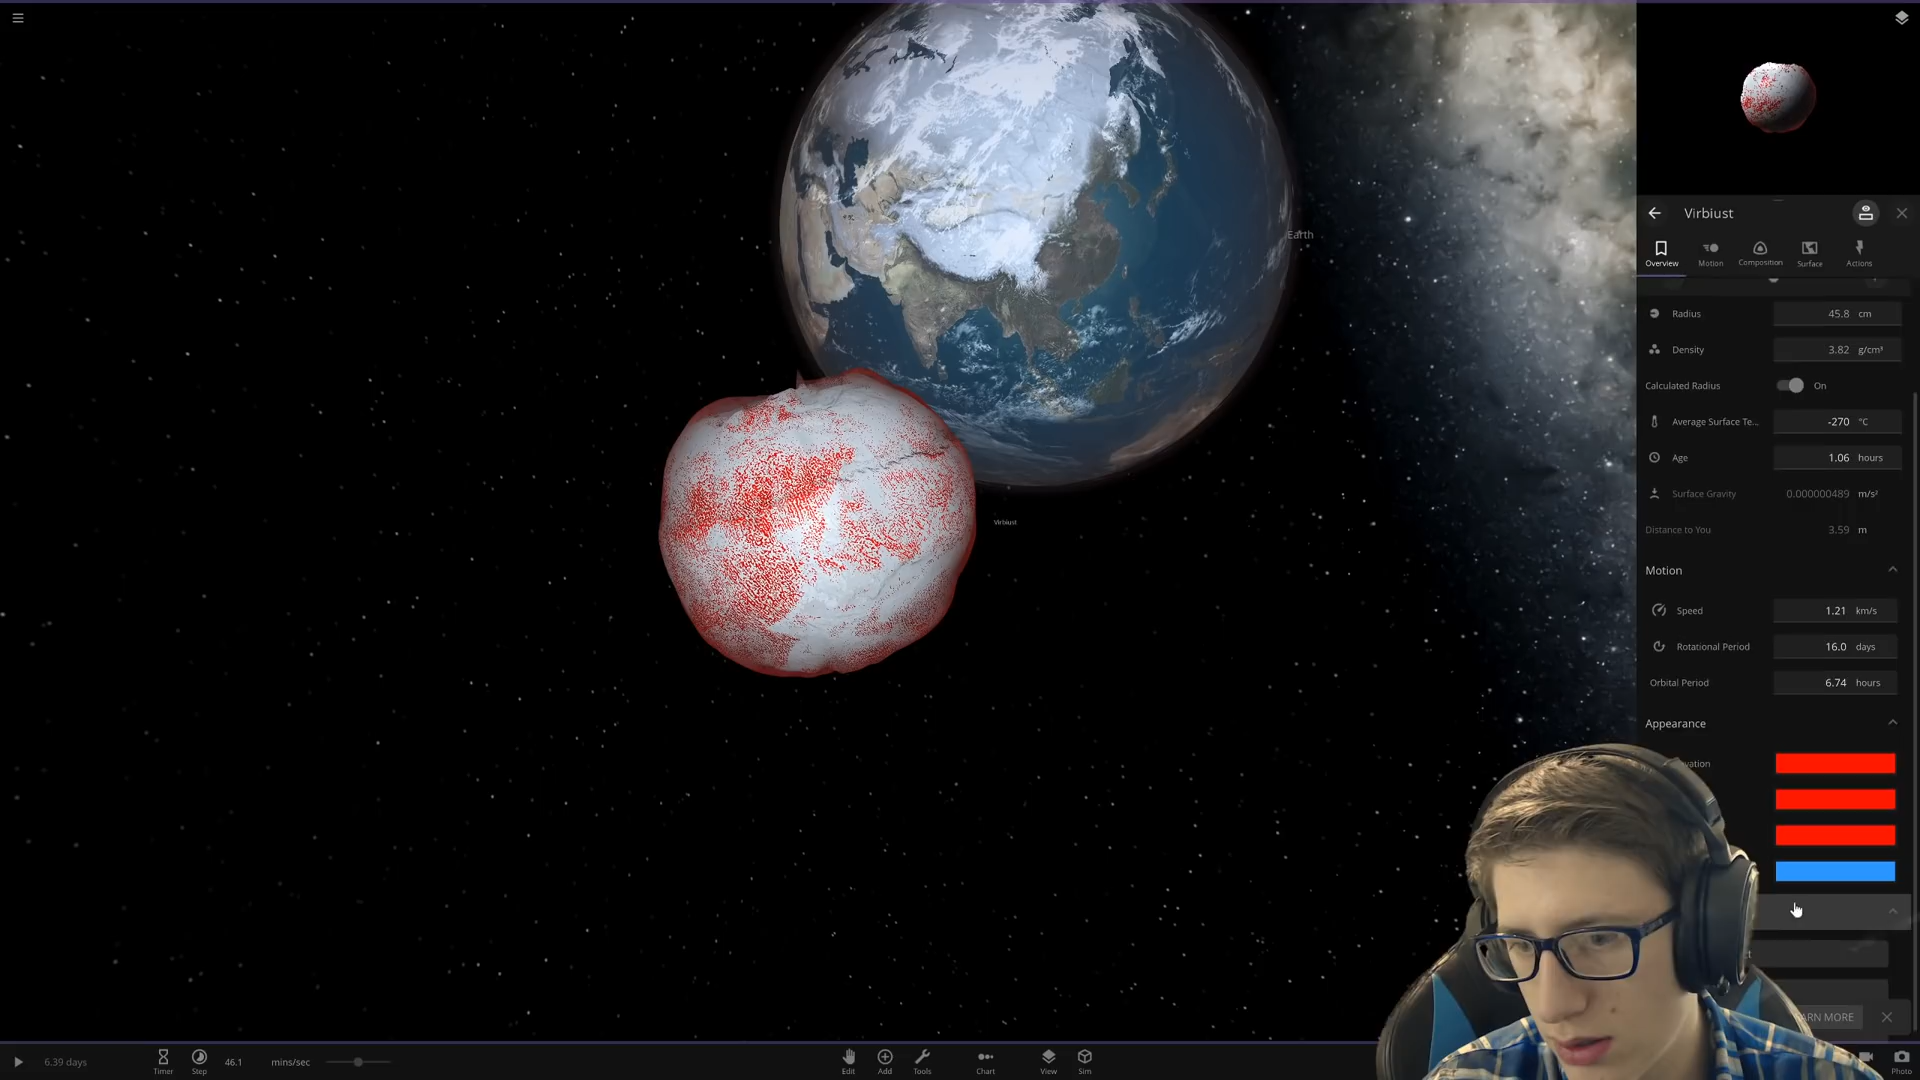 Earth
Virbiust
Virbiust
Overview
Motion
Composition
Surface
Actions
Radius 45.8 cm
Density 3.82 g/cm³
Calculated Radius On
Average Surface Te... -270 °C
Age 1.06 hours
Surface Gravity 0.000000489 m/s²
Distance to You 3.59 m
Motion
Speed 1.21 km/s
Rotational Period 16.0 days
Orbital Period 6.74 hours
Appearance
6.39 days
Timer
Step
46.1 mins/sec
Edit
Add
Tools
Chart
View
Sim
MORE
Photo